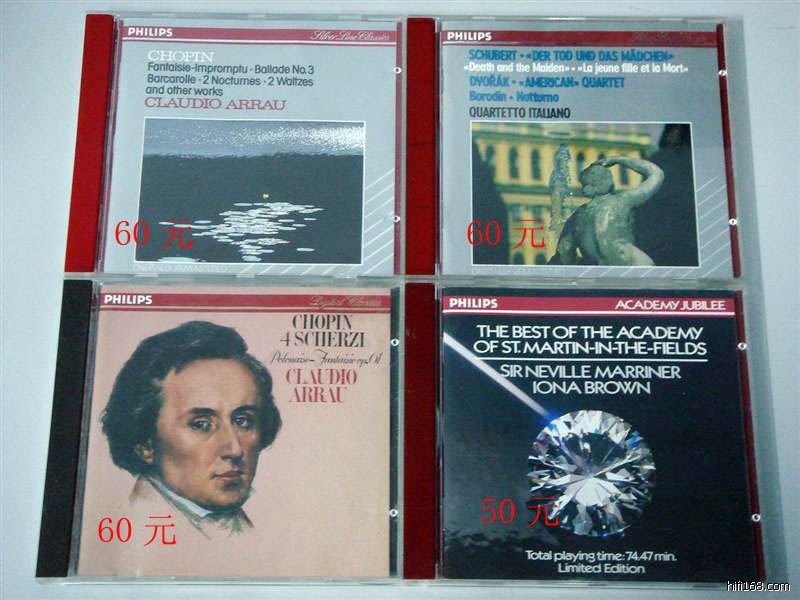 PHILIPS
Silver Line Classics
CHOPIN
Fantaisie-Impromptu · Ballade No. 3
Barcarolle · 2 Nocturnes · 2 Waltzes
and other works
CLAUDIO ARRAU
60 元
DIGITALLY REMASTERED
PHILIPS
SCHUBERT · «DER TOD UND DAS MÄDCHEN»
«Death and the Maiden» · «La jeune fille et la Mort»
DVOŘÁK · «AMERICAN» QUARTET
Borodin · Notturno
QUARTETTO ITALIANO
60 元
DIGITALLY REMASTERED
PHILIPS
Digital Classics
CHOPIN
4 SCHERZI
Polonaise-Fantaisie op. 61
CLAUDIO
ARRAU
60 元
PHILIPS
ACADEMY JUBILEE
THE BEST OF THE ACADEMY
OF ST. MARTIN-IN-THE-FIELDS
SIR NEVILLE MARRINER
IONA BROWN
50 元
Total playing time: 74.47 min.
Limited Edition
hifi168.com